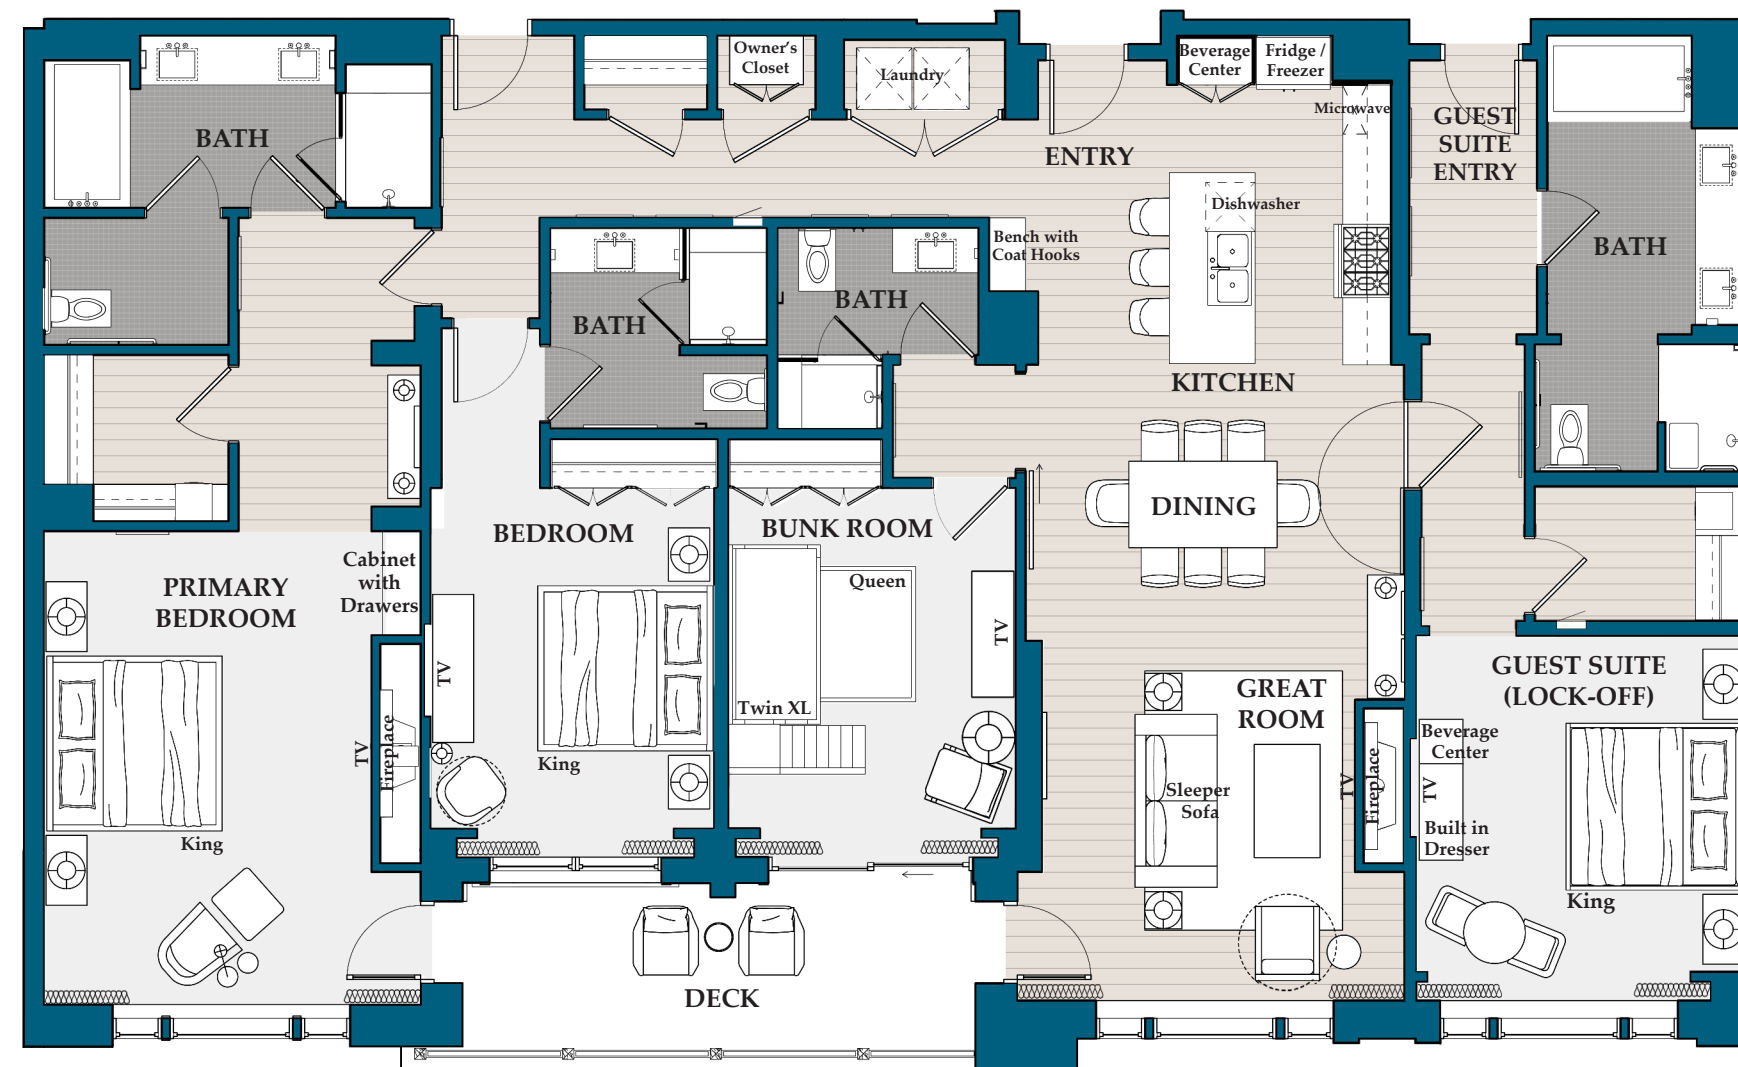 Owner's
Closet
Laundry
Beverage
Center
Fridge /
Freezer
Microwave
BATH
ENTRY
GUEST
SUITE
ENTRY
Dishwasher
Bench with
Coat Hooks
BATH
BATH
BATH
KITCHEN
DINING
BEDROOM
BUNK ROOM
Cabinet
with
Drawers
PRIMARY
BEDROOM
Queen
TV
TV
Twin XL
GREAT
ROOM
GUEST SUITE
(LOCK-OFF)
TV
Fireplace
King
Sleeper
Sofa
TV
Fireplace
Beverage
Center
TV
Built in
Dresser
King
King
DECK